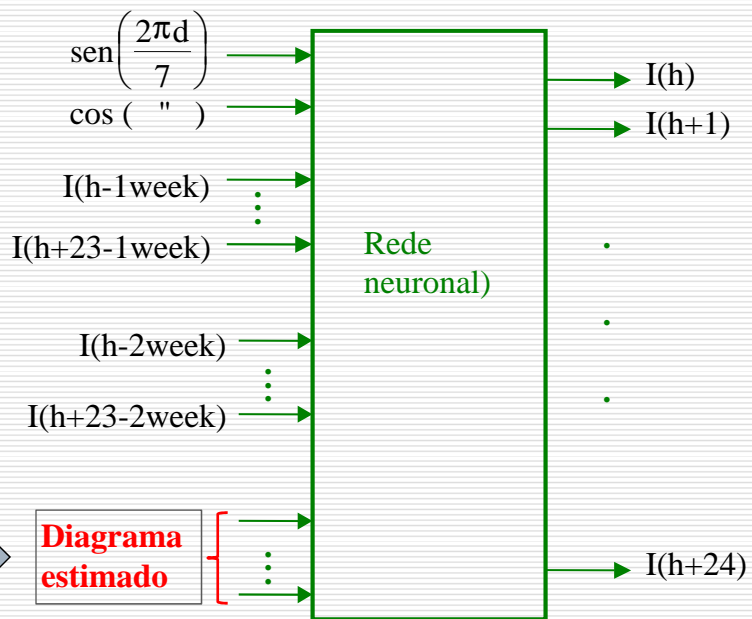 sen(2πd/7)
cos ( " )
I(h-1week)
I(h+23-1week)
I(h-2week)
I(h+23-2week)
Diagrama
estimado
Rede
neuronal)
I(h)
I(h+1)
I(h+24)